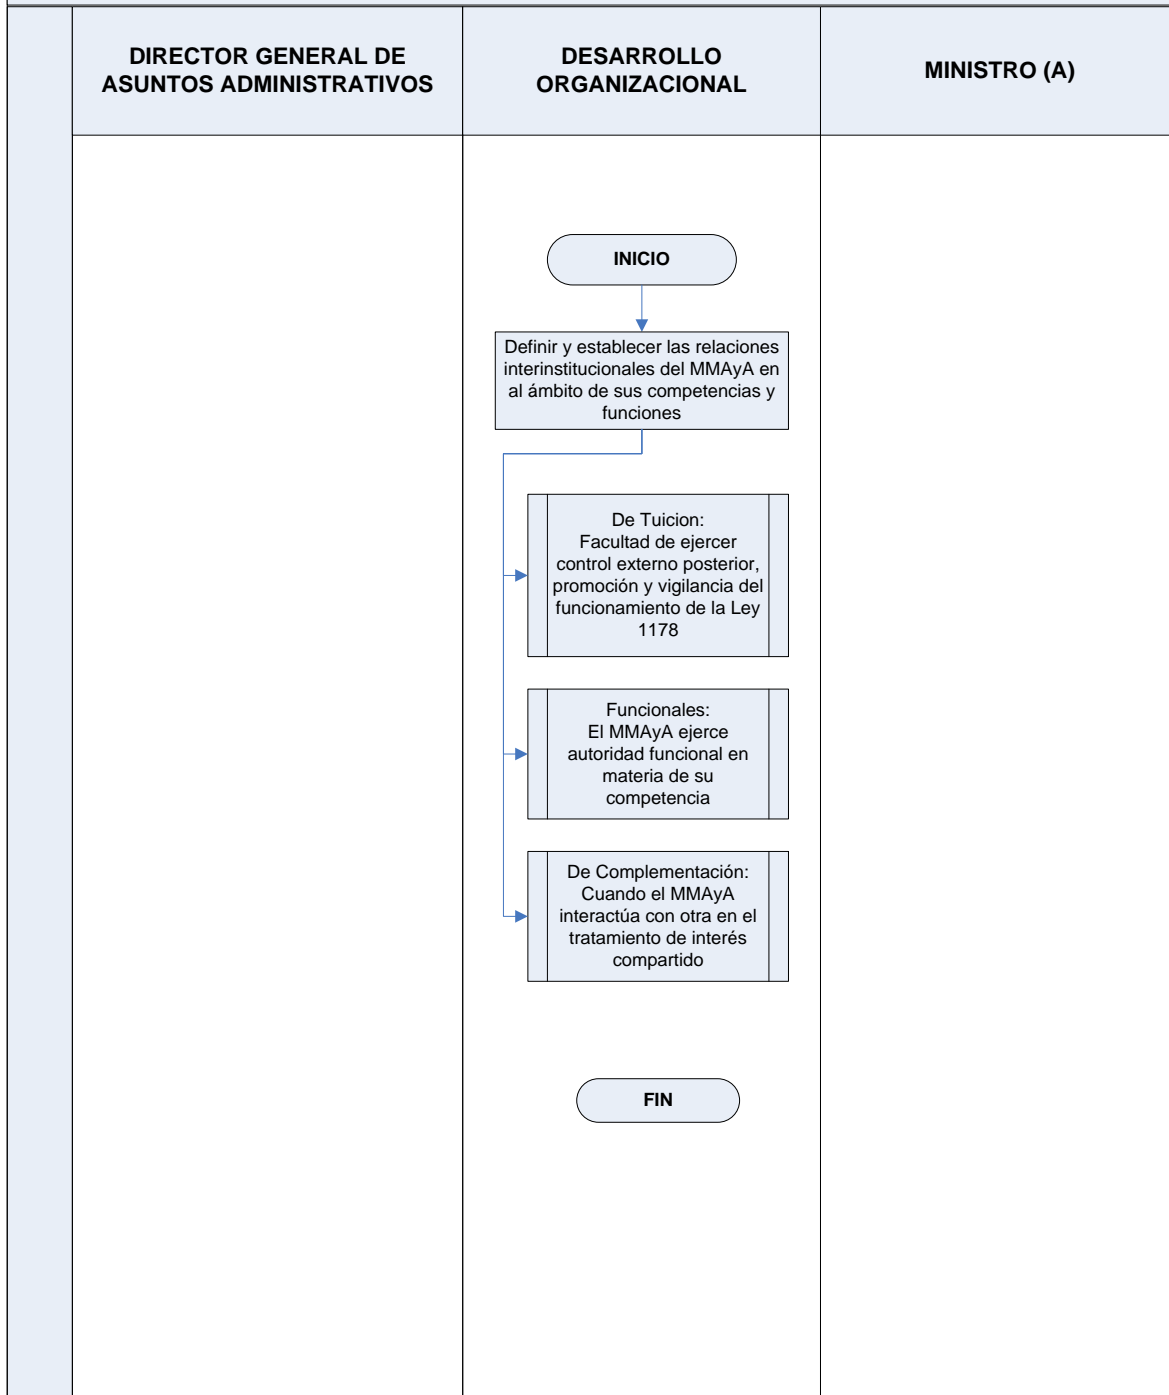 DIRECTOR GENERAL DE
ASUNTOS ADMINISTRATIVOS
DESARROLLO
ORGANIZACIONAL
MINISTRO (A)
INICIO
Definir y establecer las relaciones
interinstitucionales del MMAyA en
al ámbito de sus competencias y
funciones
De Tuicion:
Facultad de ejercer
control externo posterior,
promoción y vigilancia del
funcionamiento de la Ley
1178
Funcionales:
El MMAyA ejerce
autoridad funcional en
materia de su
competencia
De Complementación:
Cuando el MMAyA
interactúa con otra en el
tratamiento de interés
compartido
FIN